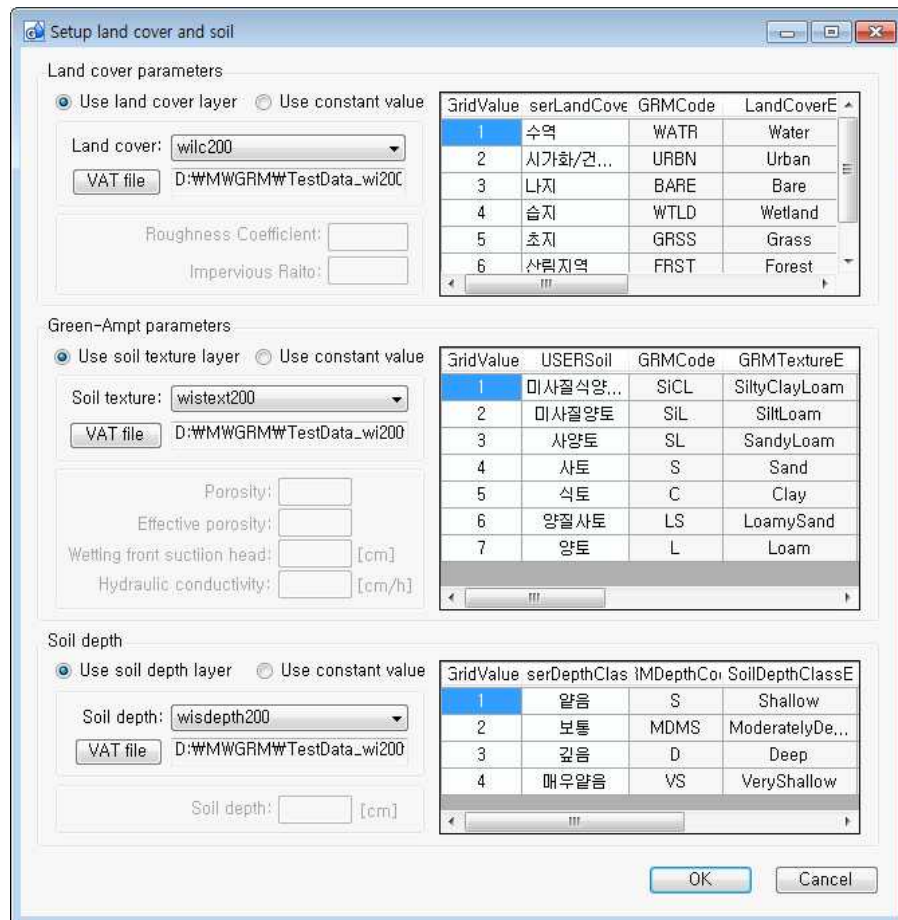 Setup land cover and soil
Land cover parameters
Use land cover layer Use constant value
Land cover: wilc200
VAT file D:₩MWGRM₩TestData_wi200
Roughness Coefficient:
Impervious Raito:
GridValue serLandCove GRMCode LandCoverE
1 수역 WATR Water
2 시가화/건... URBN Urban
3 나지 BARE Bare
4 습지 WTLD Wetland
5 초지 GRSS Grass
6 산림지역 FRST Forest
Green-Ampt parameters
Use soil texture layer Use constant value
Soil texture: wistext200
VAT file D:₩MWGRM₩TestData_wi200
Porosity:
Effective porosity:
Wetting front suctiion head: [cm]
Hydraulic conductivity: [cm/h]
GridValue USERSoil GRMCode GRMTextureE
1 미사질식양... SiCL SiltyClayLoam
2 미사질양토 SiL SiltLoam
3 사양토 SL SandyLoam
4 사토 S Sand
5 식토 C Clay
6 양질사토 LS LoamySand
7 양토 L Loam
Soil depth
Use soil depth layer Use constant value
Soil depth: wisdepth200
VAT file D:₩MWGRM₩TestData_wi200
Soil depth: [cm]
GridValue serDepthClas RMDepthCo SoilDepthClassE
1 얕음 S Shallow
2 보통 MDMS ModeratelyDe...
3 깊음 D Deep
4 매우얕음 VS VeryShallow
OK Cancel